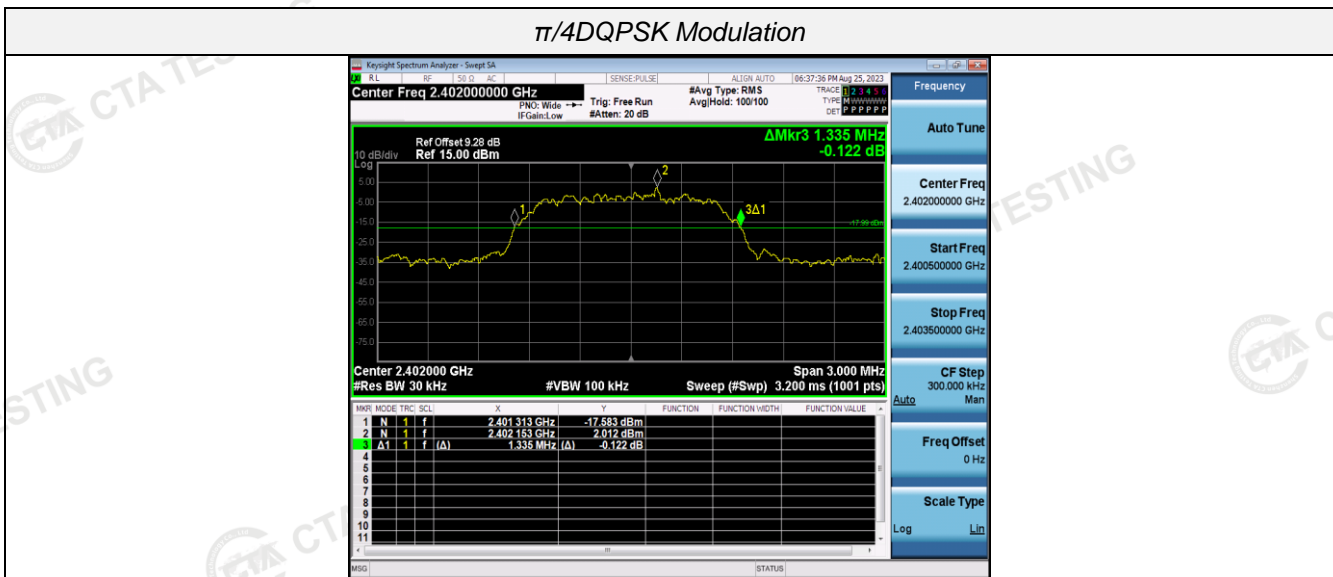 π/4DQPSK Modulation
Keysight Spectrum Analyzer - Swept SA
RL RF 50 Ω AC SENSE:PULSE ALIGN AUTO 06:37:36 PM Aug 25, 2023
Center Freq 2.402000000 GHz
#Avg Type: RMS
TRACE 1 2 3 4 5 6
PNO: Wide
Trig: Free Run
Avg|Hold: 100/100
TYPE M WWWWW
IFGain:Low
#Atten: 20 dB
DET P P P P P P
Frequency
Auto Tune
Center Freq
2.402000000 GHz
Start Freq
2.400500000 GHz
Stop Freq
2.403500000 GHz
CF Step
300.000 kHz
Auto Man
Freq Offset
0 Hz
Scale Type
Log Lin
ΔMkr3 1.335 MHz
-0.122 dB
Ref Offset 9.28 dB
10 dB/div Ref 15.00 dBm
Log
5.00
-5.00
-15.0
-25.0
-35.0
-45.0
-55.0
-65.0
-75.0
1
2
3Δ1
-17.99 dBm
Center 2.402000 GHz Span 3.000 MHz
#Res BW 30 kHz #VBW 100 kHz Sweep (#Swp) 3.200 ms (1001 pts)
MKR MODE TRC SCL X Y FUNCTION FUNCTION WIDTH FUNCTION VALUE
1 N 1 f 2.401 313 GHz -17.583 dBm
2 N 1 f 2.402 153 GHz 2.012 dBm
3 Δ1 1 f (Δ) 1.335 MHz (Δ) -0.122 dB
4
5
6
7
8
9
10
11
MSG STATUS
CTA TE
TESTING
STING
CT
C
CTA